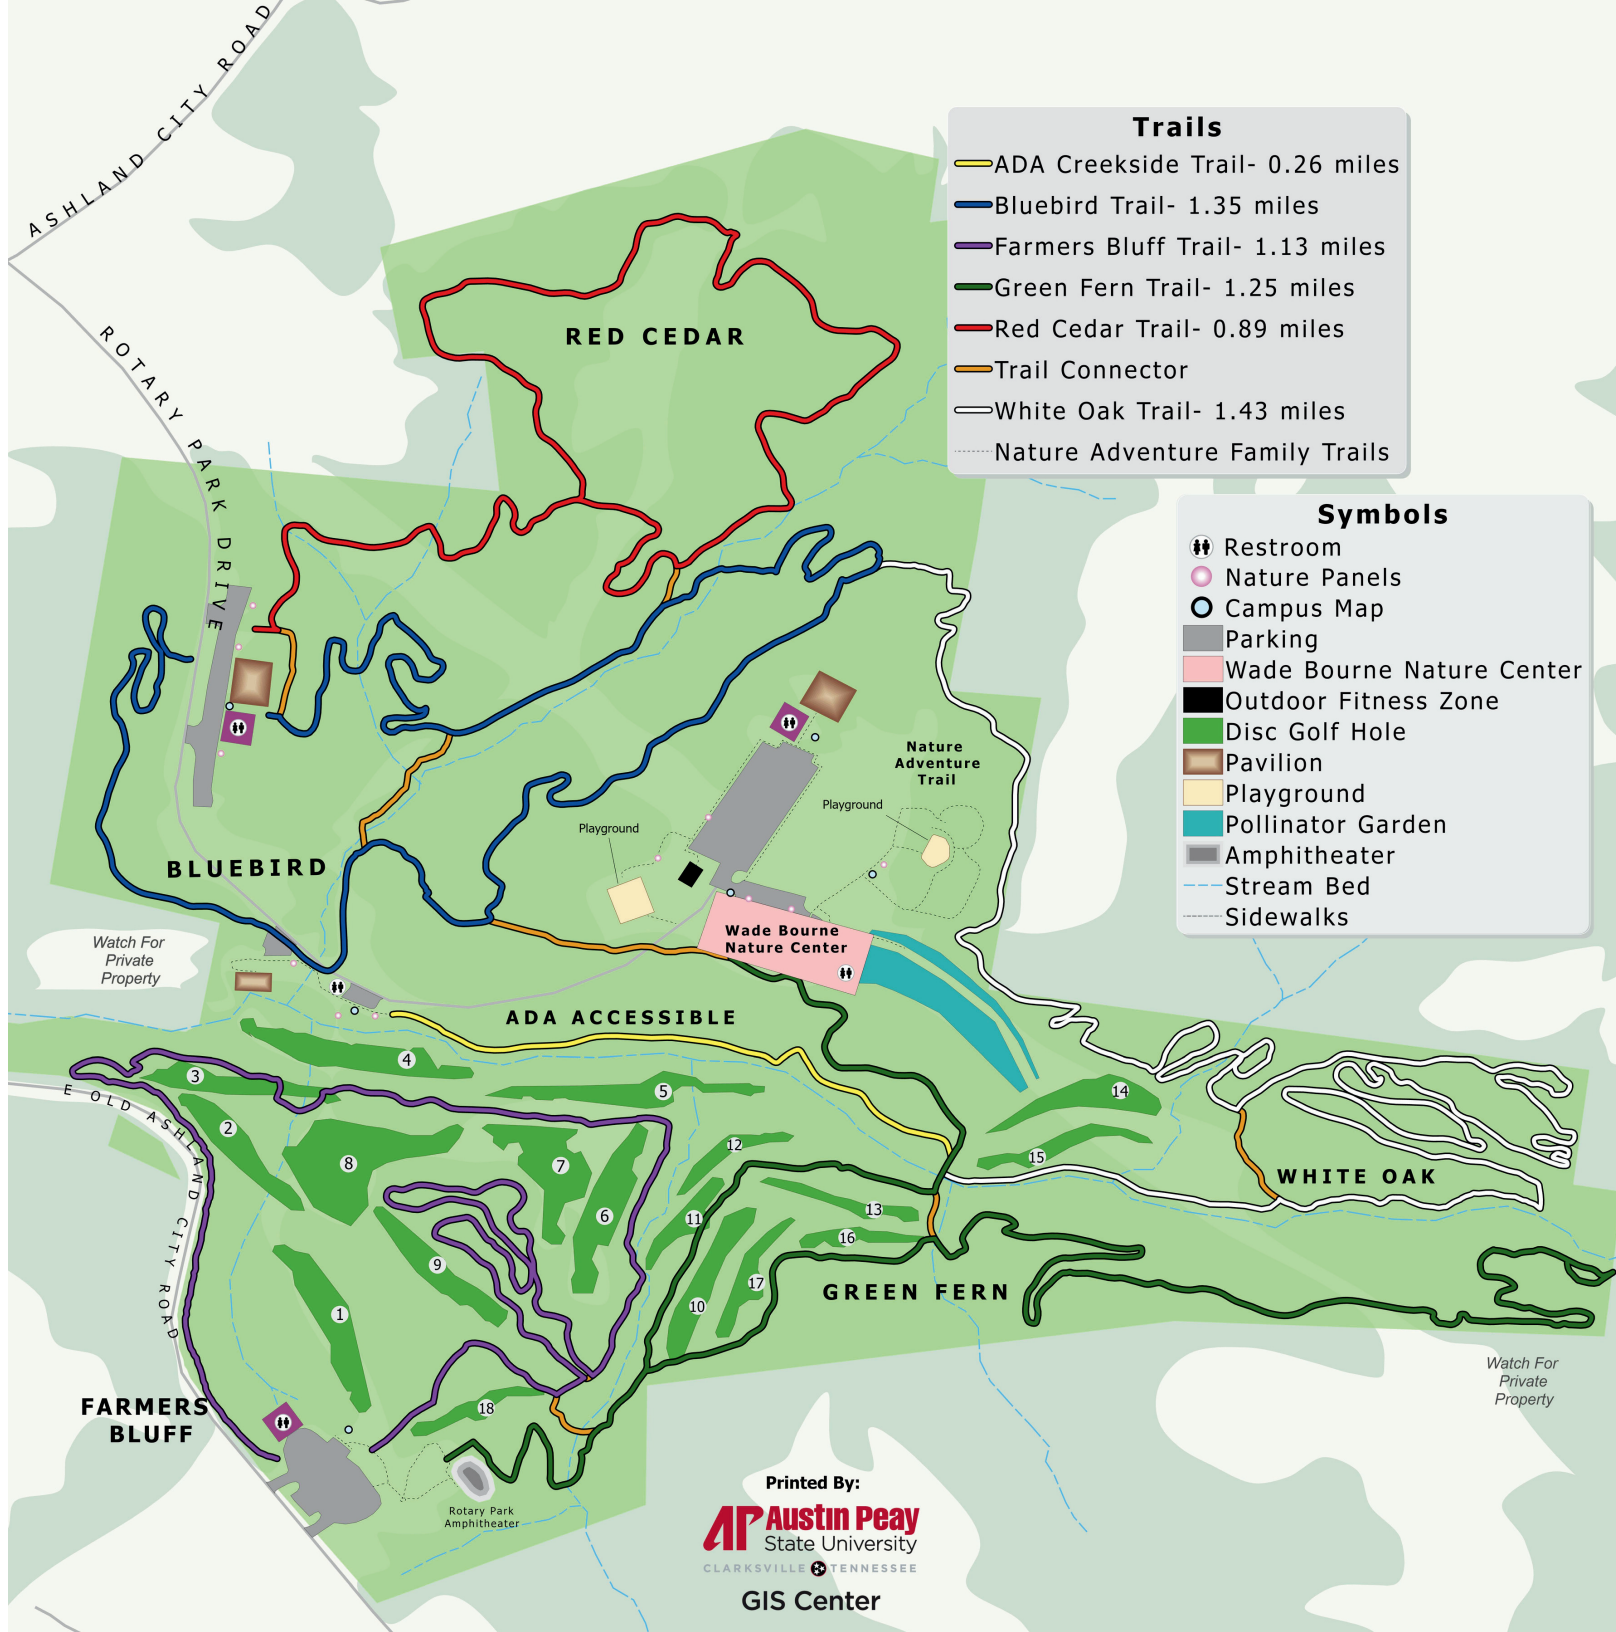 ASHLAND CITY ROAD
Trails
ADA Creekside Trail- 0.26 miles
Bluebird Trail- 1.35 miles
Farmers Bluff Trail- 1.13 miles
Green Fern Trail- 1.25 miles
Red Cedar Trail- 0.89 miles
Trail Connector
White Oak Trail- 1.43 miles
Nature Adventure Family Trails
RED CEDAR
ROTARY PARK DRIVE
Symbols
Restroom
Nature Panels
Campus Map
Parking
Wade Bourne Nature Center
Outdoor Fitness Zone
Disc Golf Hole
Pavilion
Playground
Pollinator Garden
Amphitheater
Stream Bed
Sidewalks
Nature
Adventure
Trail
Playground
Playground
BLUEBIRD
Wade Bourne
Nature Center
Watch For
Private
Property
ADA ACCESSIBLE
4
3
5
14
E OLD ASHLAND CITY ROAD
2
12
15
8
7
WHITE OAK
13
6
11
16
9
17
GREEN FERN
10
1
Watch For
Private
Property
FARMERS
BLUFF
18
Rotary Park
Amphitheater
Printed By:
AP Austin Peay
State University
CLARKSVILLE TENNESSEE
GIS Center